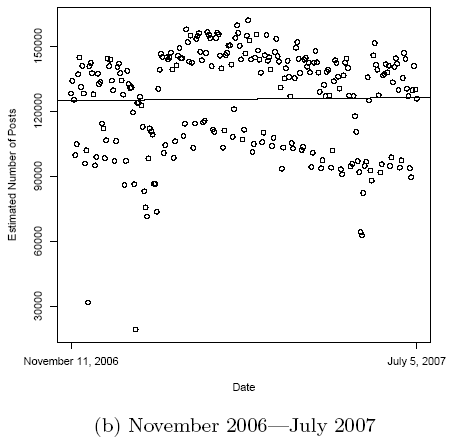 150000
120000
90000
60000
30000
Estimated Number of Posts
November 11, 2006
July 5, 2007
Date
(b) November 2006—July 2007